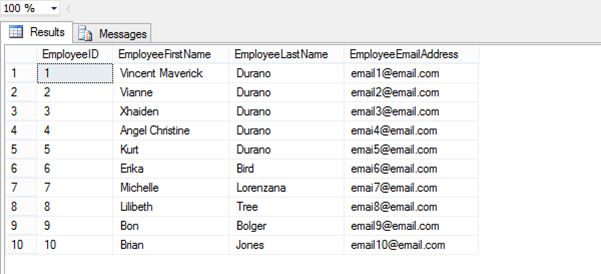 100 %
Results Messages
EmployeeID EmployeeFirstName EmployeeLastName EmployeeEmailAddress
1 1 Vincent Maverick Durano email1@email.com
2 2 Vianne Durano email2@email.com
3 3 Xhaiden Durano email3@email.com
4 4 Angel Christine Durano emai4@email.com
5 5 Kurt Durano emai5@email.com
6 6 Erika Bird emai6@email.com
7 7 Michelle Lorenzana emai7@email.com
8 8 Lilibeth Tree emai8@email.com
9 9 Bon Bolger email9@email.com
10 10 Brian Jones email10@email.com